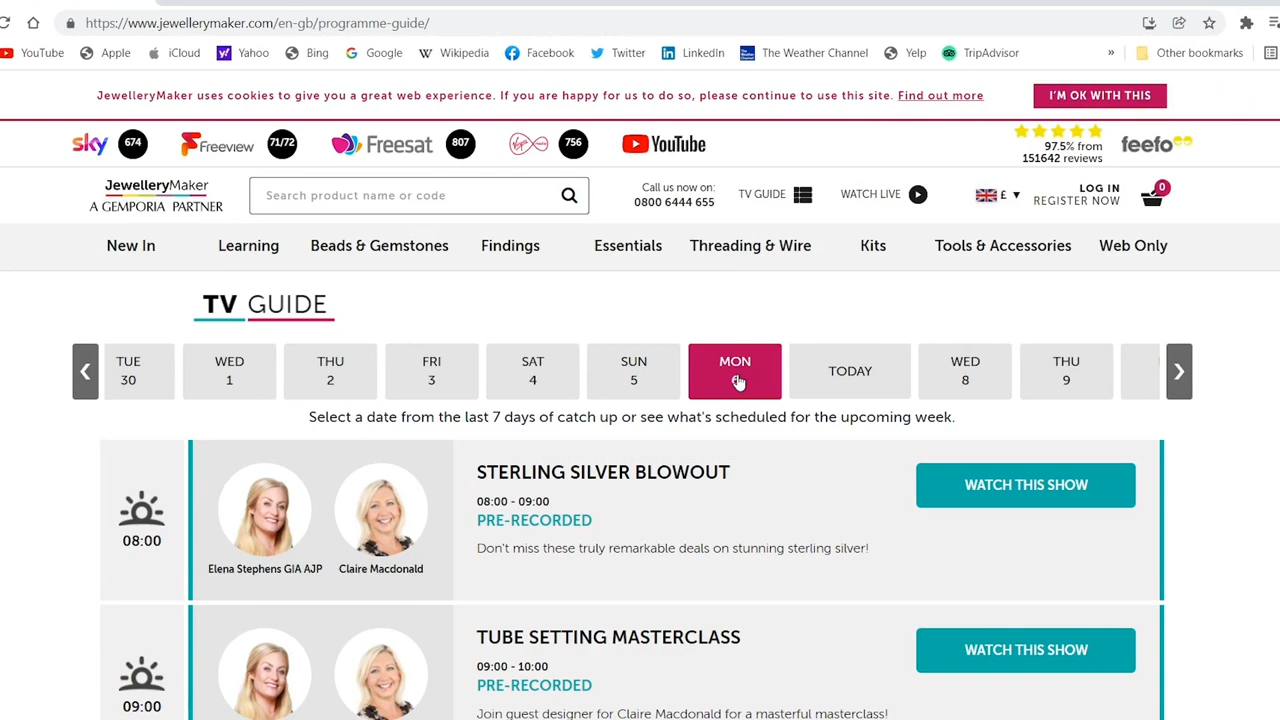 https://www.jewellerymaker.com/en-gb/programme-guide/
YouTube Apple iCloud Yahoo Bing Google Wikipedia Facebook Twitter LinkedIn The Weather Channel Yelp TripAdvisor » Other bookmarks
JewelleryMaker uses cookies to give you a great web experience. If you are happy for us to do so, please continue to use this site. Find out more I'M OK WITH THIS
sky 674 Freeview 71/72 Freesat 807 756 YouTube
97.5% from
151642 reviews
feefo
JewelleryMaker
A GEMPORIA PARTNER
Search product name or code
Call us now on:
0800 6444 655
TV GUIDE
WATCH LIVE
£ ▼
LOG IN
REGISTER NOW
0
New In Learning Beads & Gemstones Findings Essentials Threading & Wire Kits Tools & Accessories Web Only
TV GUIDE
TUE WED THU FRI SAT SUN MON TODAY WED THU
30 1 2 3 4 5 8 9
Select a date from the last 7 days of catch up or see what's scheduled for the upcoming week.
08:00
Elena Stephens GIA AJP Claire Macdonald
STERLING SILVER BLOWOUT
08:00 - 09:00
PRE-RECORDED
Don't miss these truly remarkable deals on stunning sterling silver!
WATCH THIS SHOW
09:00
TUBE SETTING MASTERCLASS
09:00 - 10:00
PRE-RECORDED
Join guest designer for Claire Macdonald for a masterful masterclass!
WATCH THIS SHOW